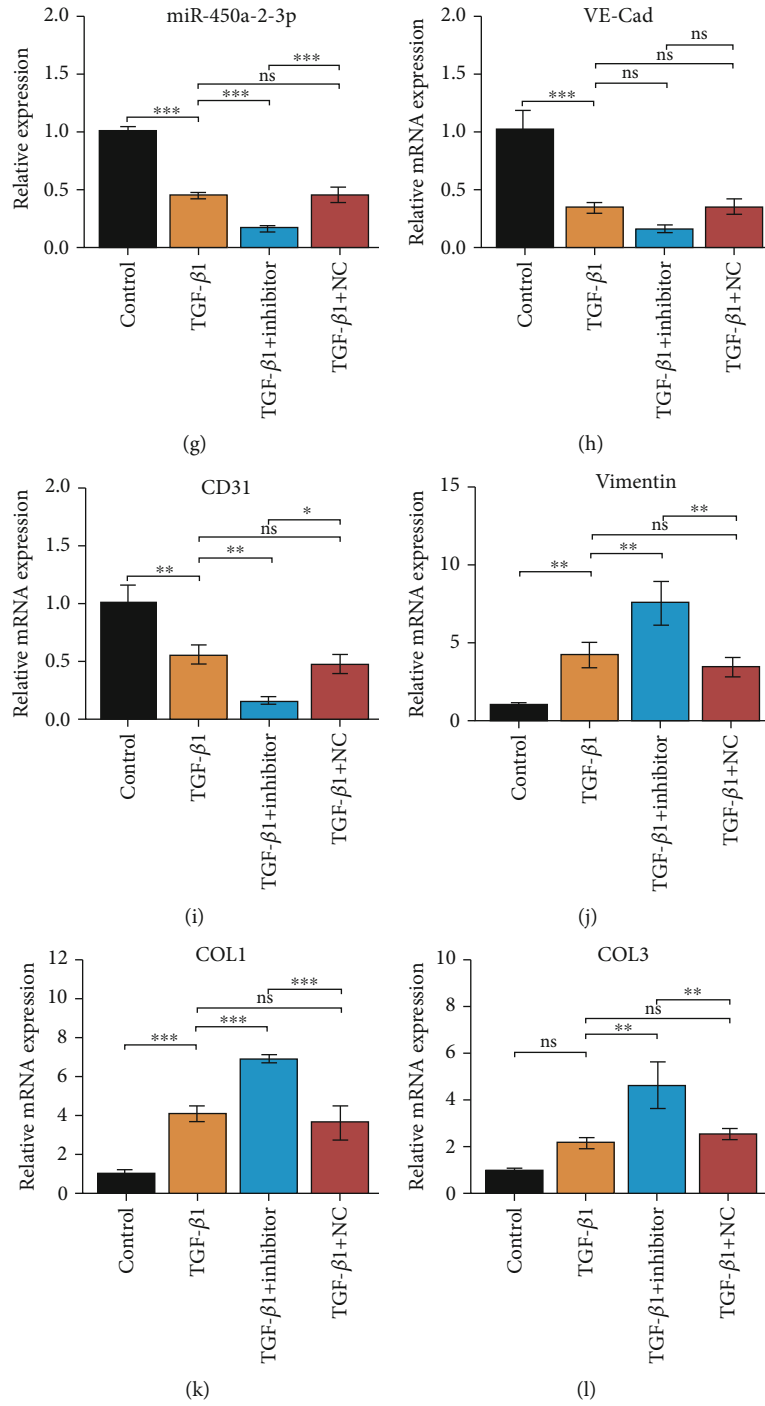 miR-450a-2-3p
Relative expression
2.0
1.5
1.0
0.5
0.0
***
***
ns
***
Control
TGF-β1
TGF-β1+inhibitor
TGF-β1+NC
(g)
VE-Cad
Relative mRNA expression
2.0
1.5
1.0
0.5
0.0
***
ns
ns
ns
Control
TGF-β1
TGF-β1+inhibitor
TGF-β1+NC
(h)
CD31
Relative mRNA expression
2.0
1.5
1.0
0.5
0.0
**
**
ns
*
Control
TGF-β1
TGF-β1+inhibitor
TGF-β1+NC
(i)
Vimentin
Relative mRNA expression
15
10
5
0
**
**
ns
**
Control
TGF-β1
TGF-β1+inhibitor
TGF-β1+NC
(j)
COL1
Relative mRNA expression
12
10
8
6
4
2
0
***
***
ns
***
Control
TGF-β1
TGF-β1+inhibitor
TGF-β1+NC
(k)
COL3
Relative mRNA expression
10
8
6
4
2
0
ns
**
ns
**
Control
TGF-β1
TGF-β1+inhibitor
TGF-β1+NC
(l)